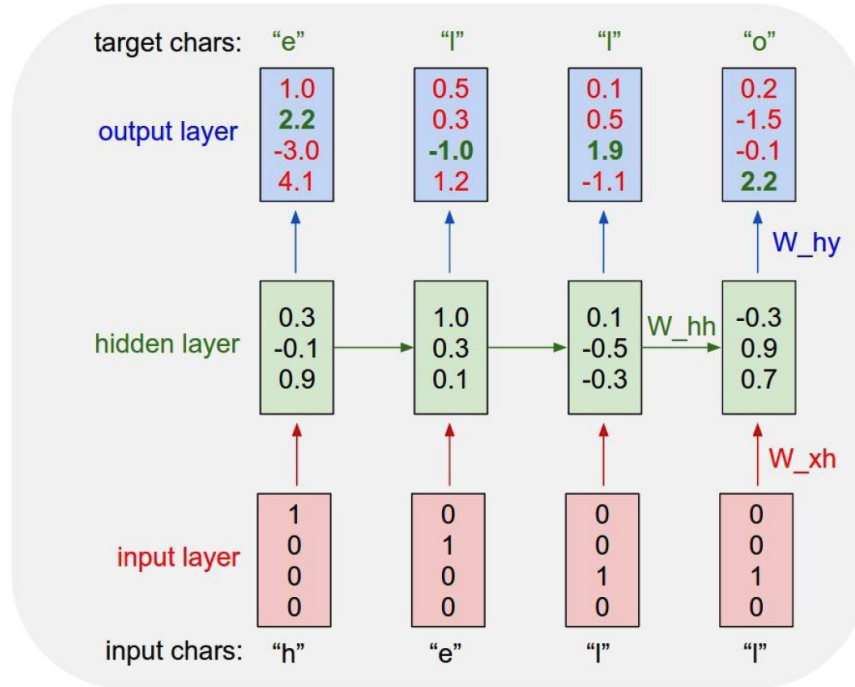 target chars: “e” “l” “l” “o”
1.0 0.5 0.1 0.2
2.2 0.3 0.5 -1.5
output layer
-3.0 -1.0 1.9 -0.1
4.1 1.2 -1.1 2.2
W_hy
0.3 1.0 0.1 -0.3
W_hh
hidden layer -0.1 0.3 -0.5 0.9
0.9 0.1 -0.3 0.7
W_xh
1 0 0 0
0 1 0 0
input layer
0 0 1 1
0 0 0 0
input chars: “h” “e” “l” “l”